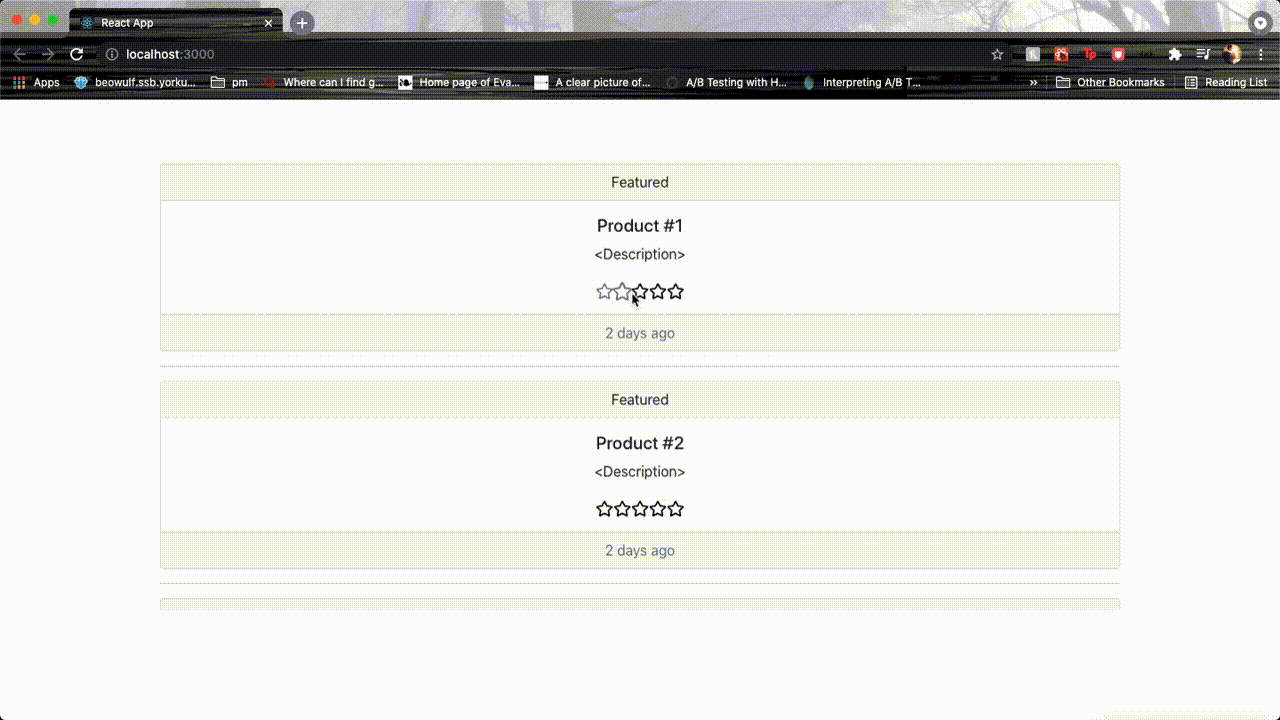 React App
localhost:3000
Apps
beowulf.ssb.yorku...
pm
Where can I find g...
Home page of Eva...
A clear picture of...
A/B Testing with H...
Interpreting A/B T...
»
Other Bookmarks
Reading List
Featured
Product #1
<Description>
2 days ago
Featured
Product #2
<Description>
2 days ago